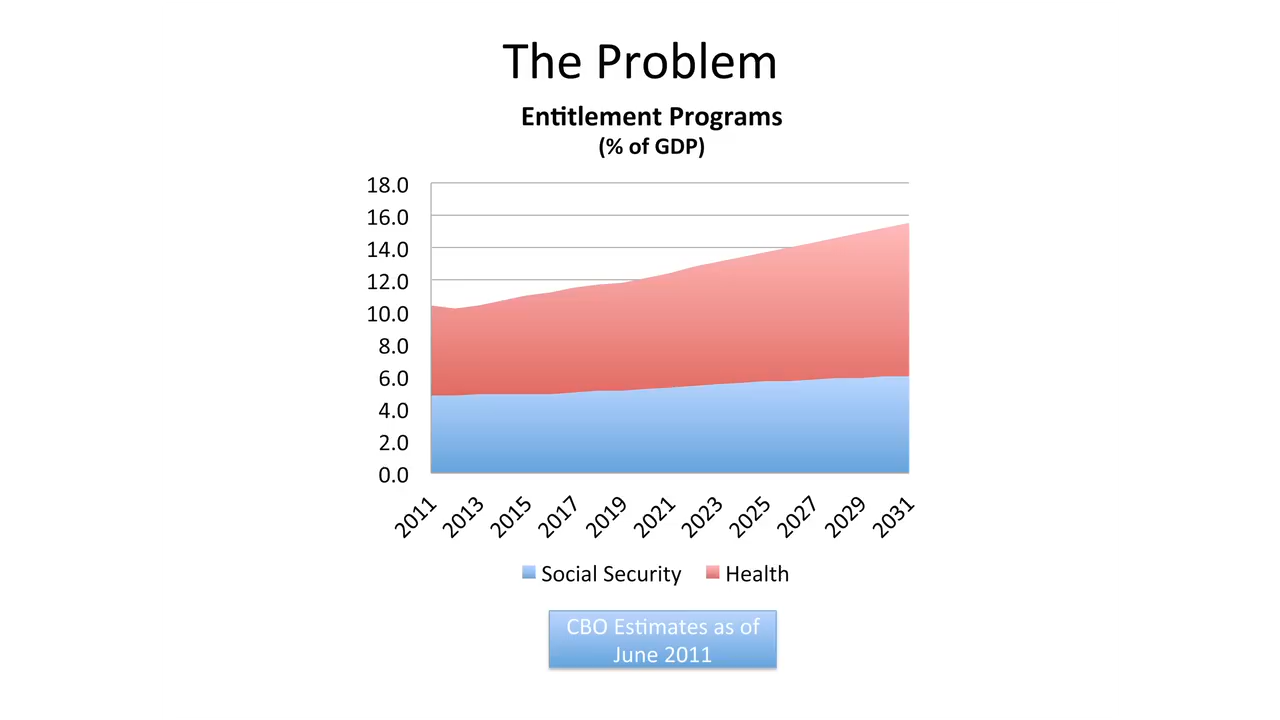 The Problem
Entitlement Programs
(% of GDP)
18.0
16.0
14.0
12.0
10.0
8.0
6.0
4.0
2.0
0.0
2011 2013 2015 2017 2019 2021 2023 2025 2027 2029 2031
Social Security Health
CBO Estimates as of
June 2011